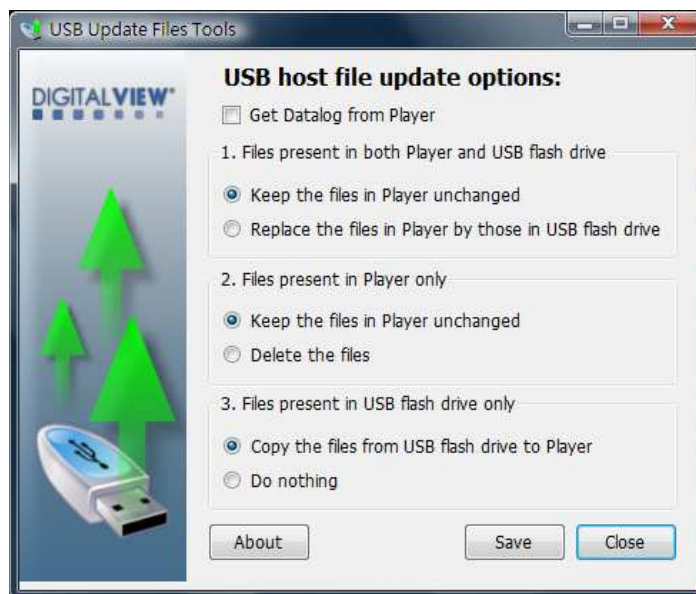 USB Update Files Tools
DIGITALVIEW®
USB host file update options:
Get Datalog from Player
1. Files present in both Player and USB flash drive
Keep the files in Player unchanged
Replace the files in Player by those in USB flash drive
2. Files present in Player only
Keep the files in Player unchanged
Delete the files
3. Files present in USB flash drive only
Copy the files from USB flash drive to Player
Do nothing
About Save Close